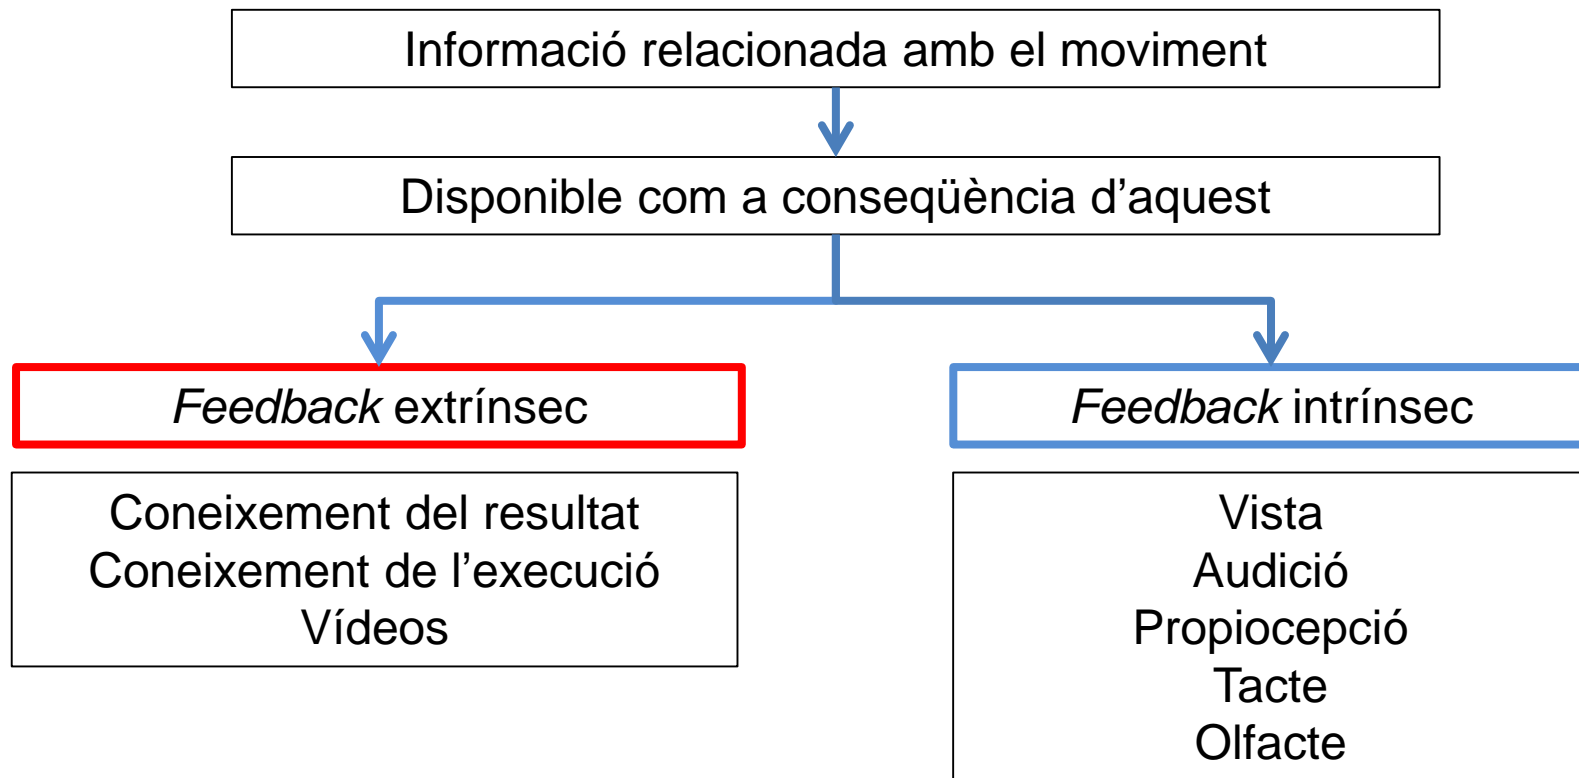 Informació relacionada amb el moviment
Disponible com a conseqüència d’aquest
Feedback extrínsec
Coneixement del resultat
Coneixement de l’execució
Vídeos
Feedback intrínsec
Vista
Audició
Propiocepció
Tacte
Olfacte